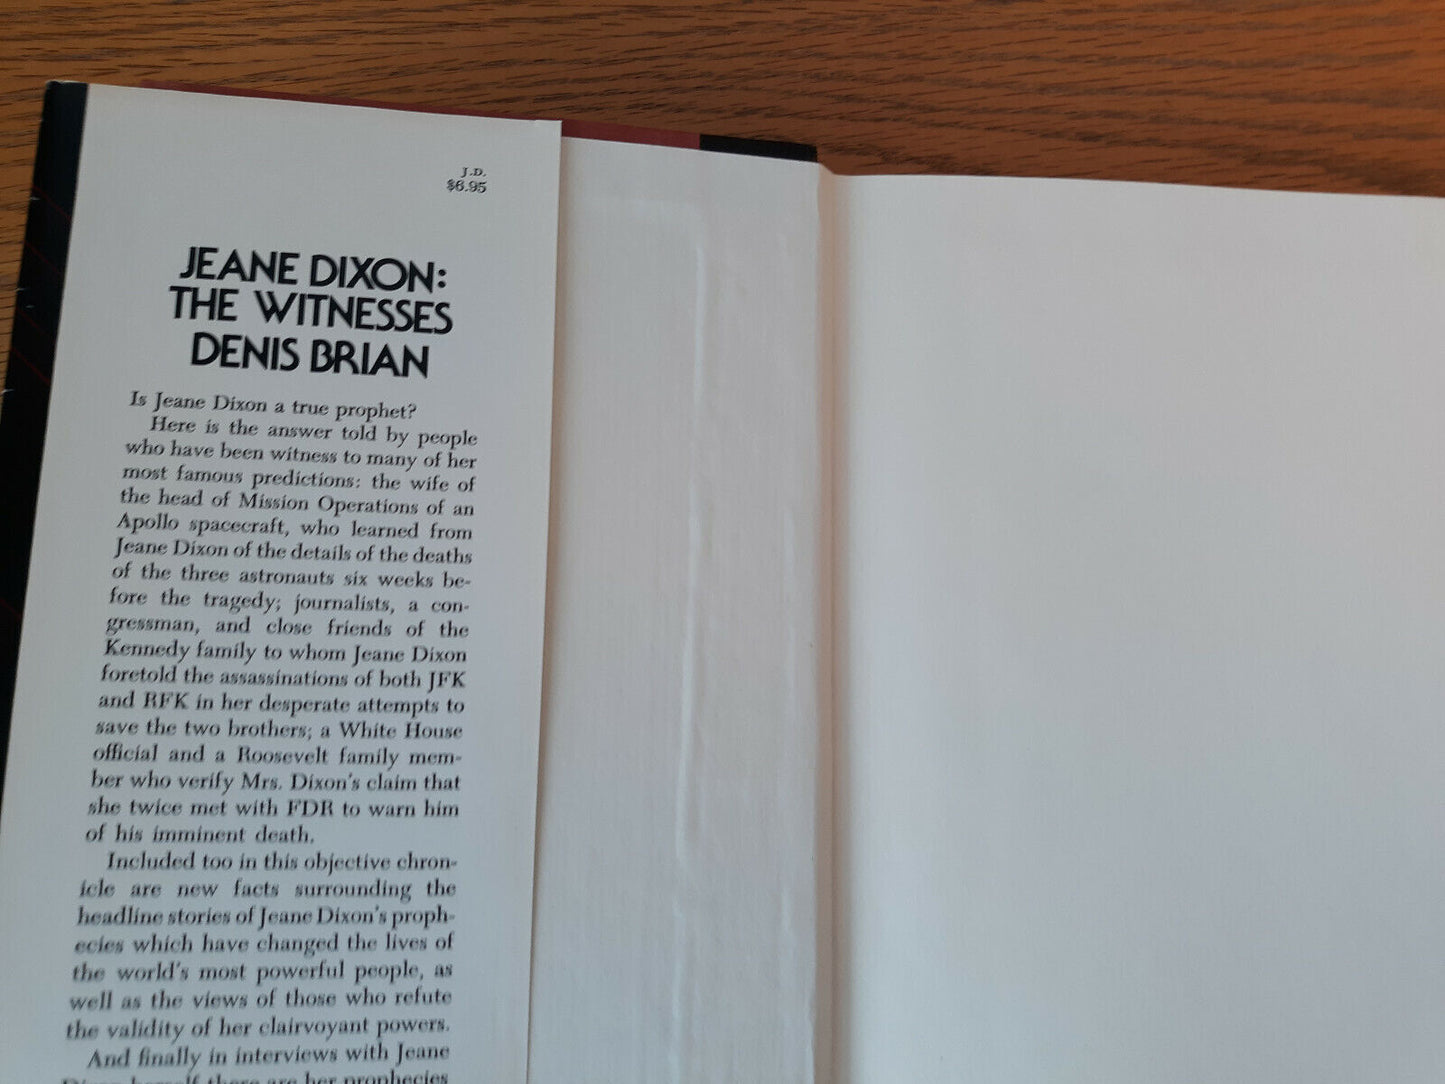 J.D.
$6.95
JEANE DIXON:
THE WITNESSES
DENIS BRIAN
Is Jeane Dixon a true prophet?
Here is the answer told by people
who have been witness to many of her
most famous predictions: the wife of
the head of Mission Operations of an
Apollo spacecraft, who learned from
Jeane Dixon of the details of the deaths
of the three astronauts six weeks be-
fore the tragedy; journalists, a con-
gressman, and close friends of the
Kennedy family to whom Jeane Dixon
foretold the assassinations of both JFK
and RFK in her desperate attempts to
save the two brothers; a White House
official and a Roosevelt family mem-
ber who verify Mrs. Dixon's claim that
she twice met with FDR to warn him
of his imminent death.
Included too in this objective chron-
icle are new facts surrounding the
headline stories of Jeane Dixon's proph-
ecies which have changed the lives of
the world's most powerful people, as
well as the views of those who refute
the validity of her clairvoyant powers.
And finally in interviews with Jeane
Dixon herself there are her prophecies